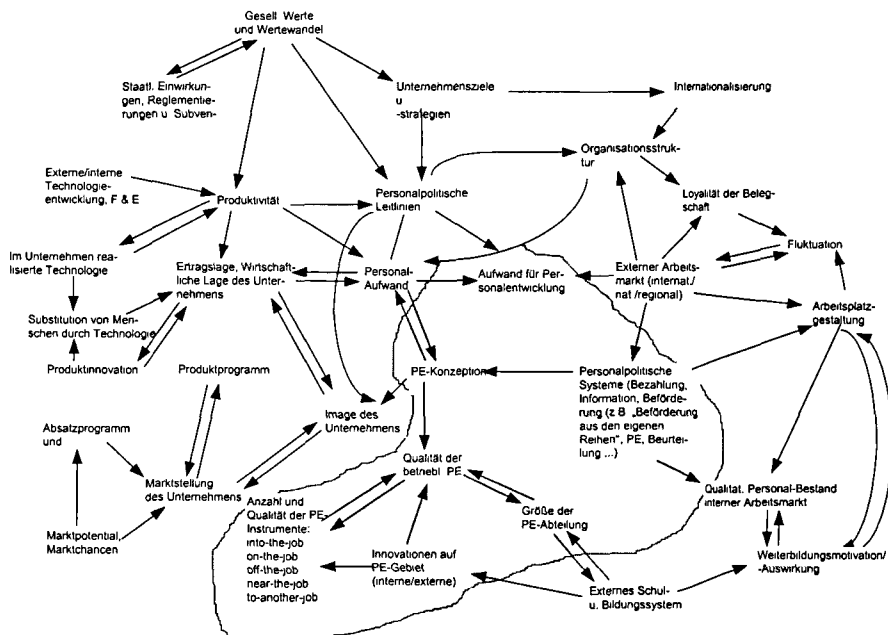 Gesell Werte
und Wertewandel
Staatl. Einwirkun-
gen, Reglementie-
rungen u Subven-
Unternehmensziele
u
-strategien
Internationalisierung
Organisationsstruk-
tur
Externe/interne
Technologie-
entwicklung, F & E
Produktivität
Personalpolitische
Leitlinien
Loyalität der Beleg-
schaft
Fluktuation
Im Unternehmen rea-
lisierte Technologie
Ertragslage, Wirtschaft-
liche Lage des Unter-
nehmens
Personal-
Aufwand
Aufwand für Per-
sonalentwicklung
Externer Arbeits-
markt (internat./
nat /regional)
Arbeitsplatz-
gestaltung
Substitution von Men-
schen durch Technologie
Produktinnovation
Produktprogramm
PE-Konzeption
Personalpolitische
Systeme (Bezahlung,
Information, Beförde-
rung (z B „Beförderung
aus den eigenen
Reihen", PE, Beurtei-
lung ...)
Image des
Unternehmens
Absatzprogramm
und
Marktstellung
des Unternehmens
Qualität der
betriebl PE
Anzahl und
Qualität der PE
Instrumente:
into-the-job
on-the-job
off-the-job
near-the-job
to-another-job
Größe der
PE-Abteilung
Qualitat. Personal-Bestand
interner Arbeitsmarkt
Marktpotential,
Marktchancen
Innovationen auf
PE-Gebiet
(interne/externe)
Weiterbildungsmotivation/
-Auswirkung
Externes Schul-
u. Bildungssystem